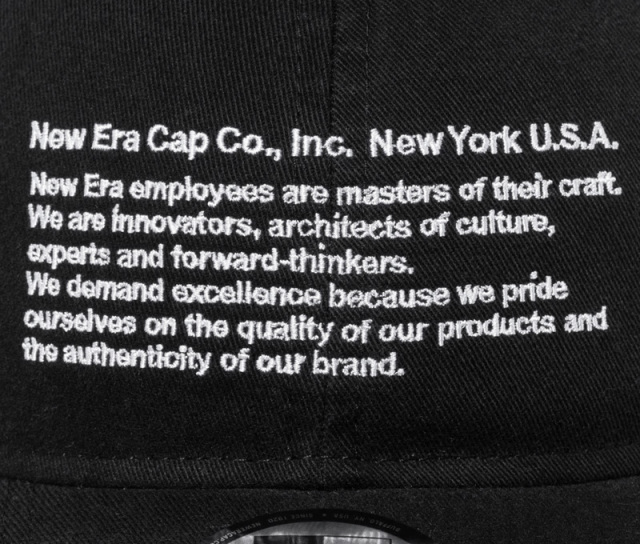 New Era Cap Co., Inc. New York U.S.A.
New Era employees are masters of their craft.
We are innovators, architects of culture,
experts and forward-thinkers.
We demand excellence because we pride
ourselves on the quality of our products and
the authenticity of our brand.